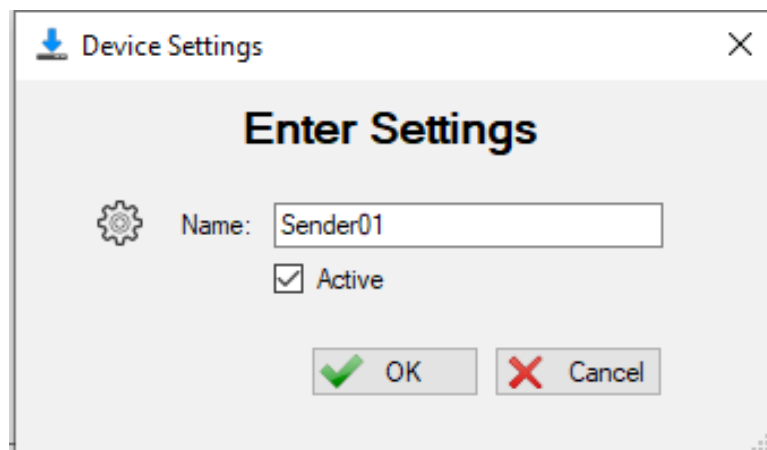 Device Settings
Enter Settings
Name: Sender01
Active
OK Cancel